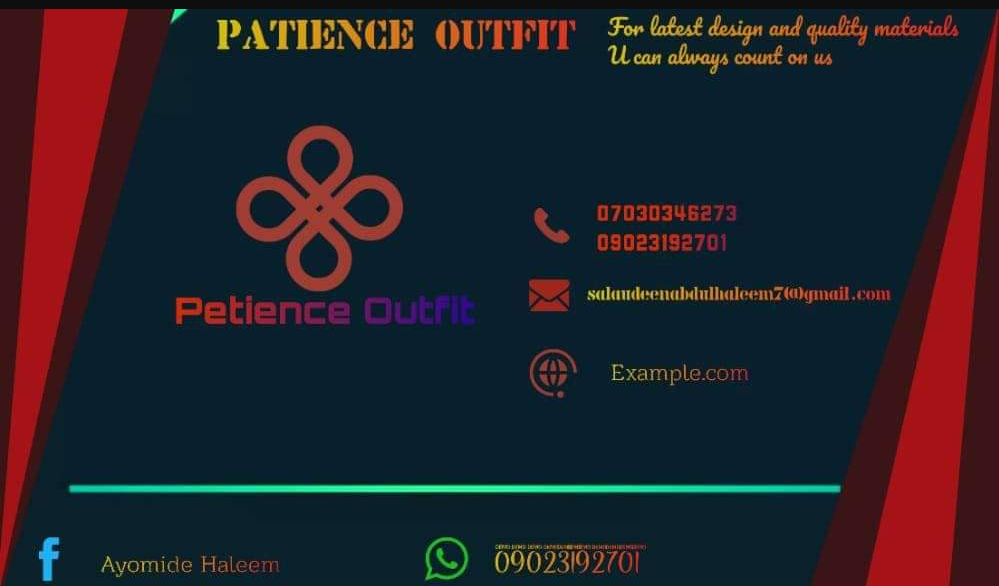 PATIENCE OUTFIT
For latest design and quality materials
U can always count on us
Petience Outfit
07030346273
09023192701
salaudeenabdulhaleem7@gmail.com
Example.com
Ayomide Haleem
09023192701